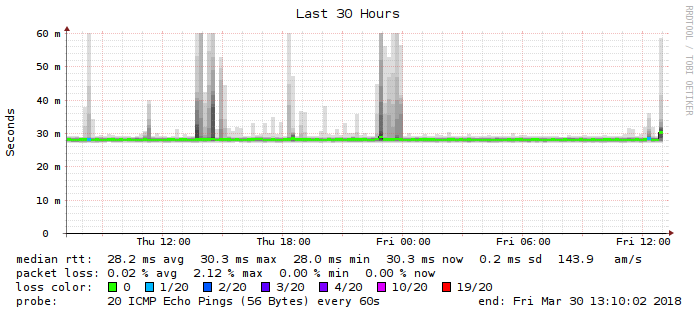 Last 30 Hours
RRDTOOL / TOBI OETIKER
Seconds
60 m
50 m
40 m
30 m
20 m
10 m
0
Thu 12:00 Thu 18:00 Fri 00:00 Fri 06:00 Fri 12:00
median rtt: 28.2 ms avg 30.3 ms max 28.0 ms min 30.3 ms now 0.2 ms sd 143.9 am/s
packet loss: 0.02 % avg 2.12 % max 0.00 % min 0.00 % now
loss color: 0 1/20 2/20 3/20 4/20 10/20 19/20
probe: 20 ICMP Echo Pings (56 Bytes) every 60s end: Fri Mar 30 13:10:02 2018